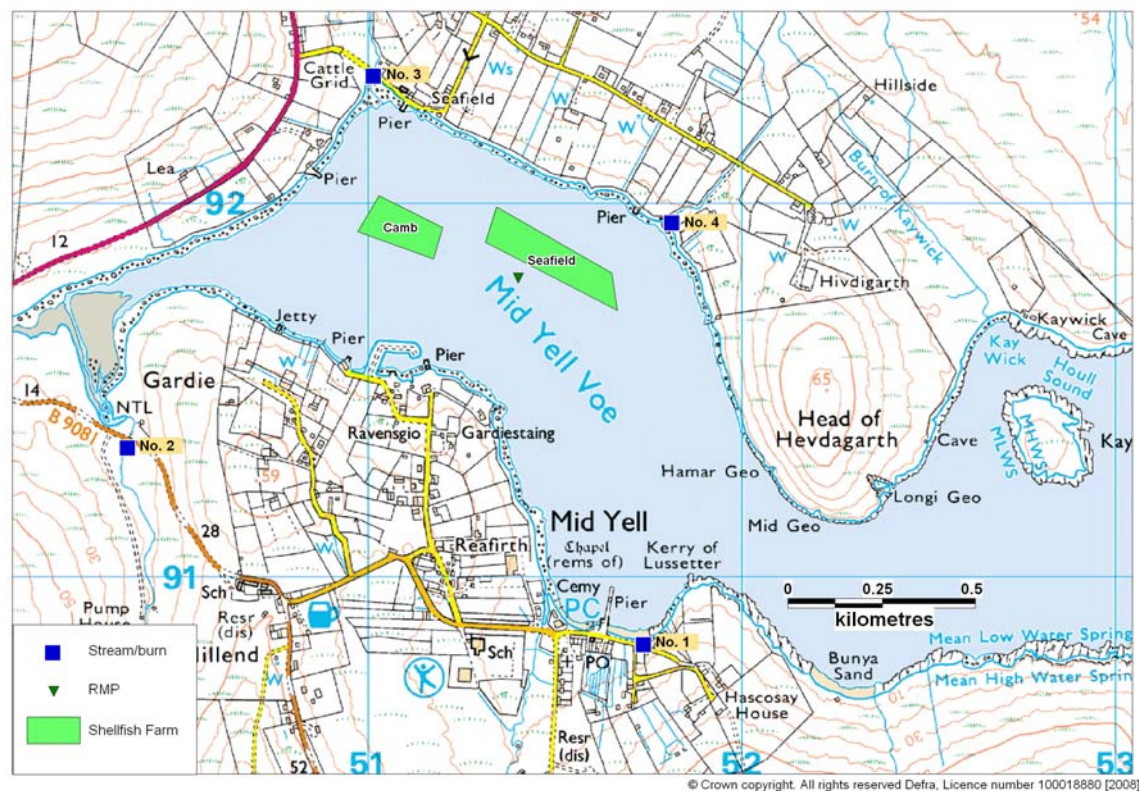 54
Cattle
Grid
No. 3
Ws
Seafield
Pier
Hillside
W
W
Burn of Kaywick
Lea
Pier
92
Camb
Pier
No. 4
W
W
12
Seafield
Hivdigarth
Mid Yell Voe
Jetty
Pier
Pier
Kaywick
Cave
Kay
Wick
Houll
Sound
65
14
Gardie
W
NTL
B 9081
No. 2
Ravensgio
Gardiestaing
Head of
Hevdagarth
MHWS
MLWS
Kay
Cave
59
Hamar Geo
Longi Geo
28
Mid Geo
Mid Yell
Reafirth
Chapel
(rems of)
Kerry of
Lussetter
W
91
Sch
Cemy
PC
Pier
0 0.25 0.5
kilometres
50
30
Pump
House
Resr
(dis)
Mean Low Water Spring
Mean High Water Sprin
Stream/burn
RMP
Shellfish Farm
illend
W
Sch
PO
No. 1
Bunya
Sand
10
Hascosay
House
Resr
(dis)
30
52
51
52
53
© Crown copyright. All rights reserved Defra, Licence number 100018880 [2008]